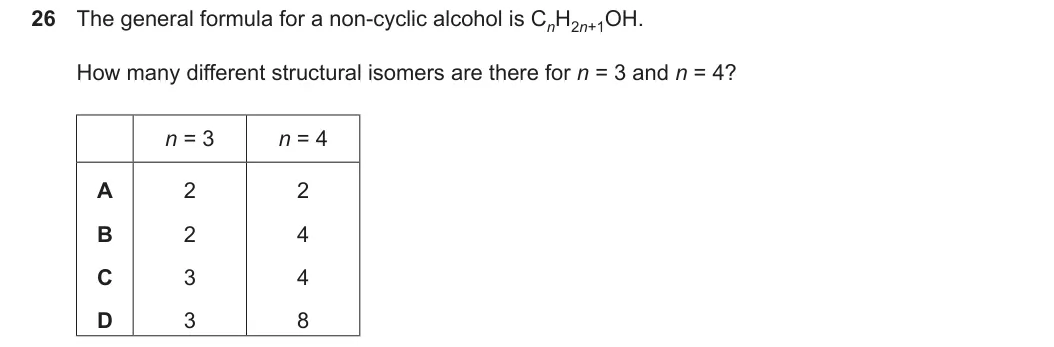 26 The general formula for a non-cyclic alcohol is CₙH₂ₙ₊₁OH.
How many different structural isomers are there for n = 3 and n = 4?
n = 3 n = 4
A 2 2
B 2 4
C 3 4
D 3 8